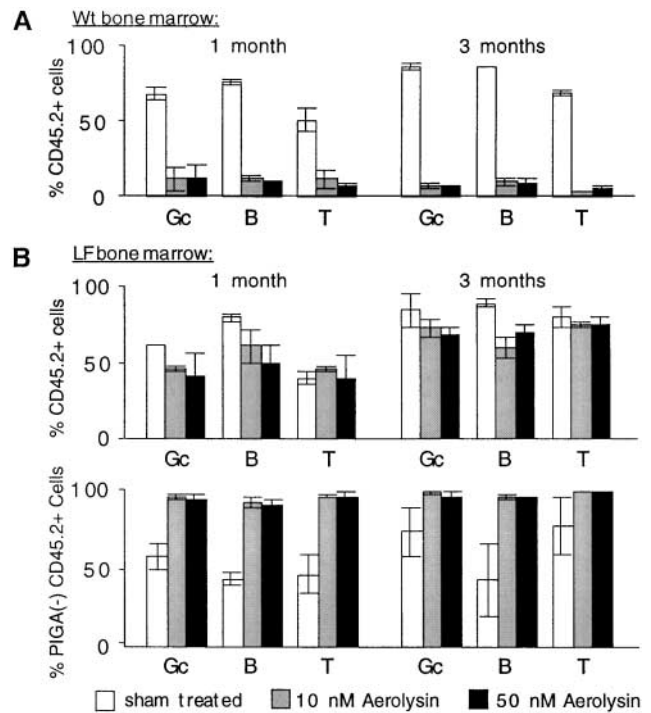 A
Wt bone marrow:
1 month 3 months
% CD45.2+ cells
100
50
0
Gc B T Gc B T
B
LF bone marrow:
1 month 3 months
% CD45.2+ cells
100
50
0
Gc B T Gc B T
% PIGA(-) CD45.2+ Cells
100
50
0
Gc B T Gc B T
sham treated 10 nM Aerolysin 50 nM Aerolysin